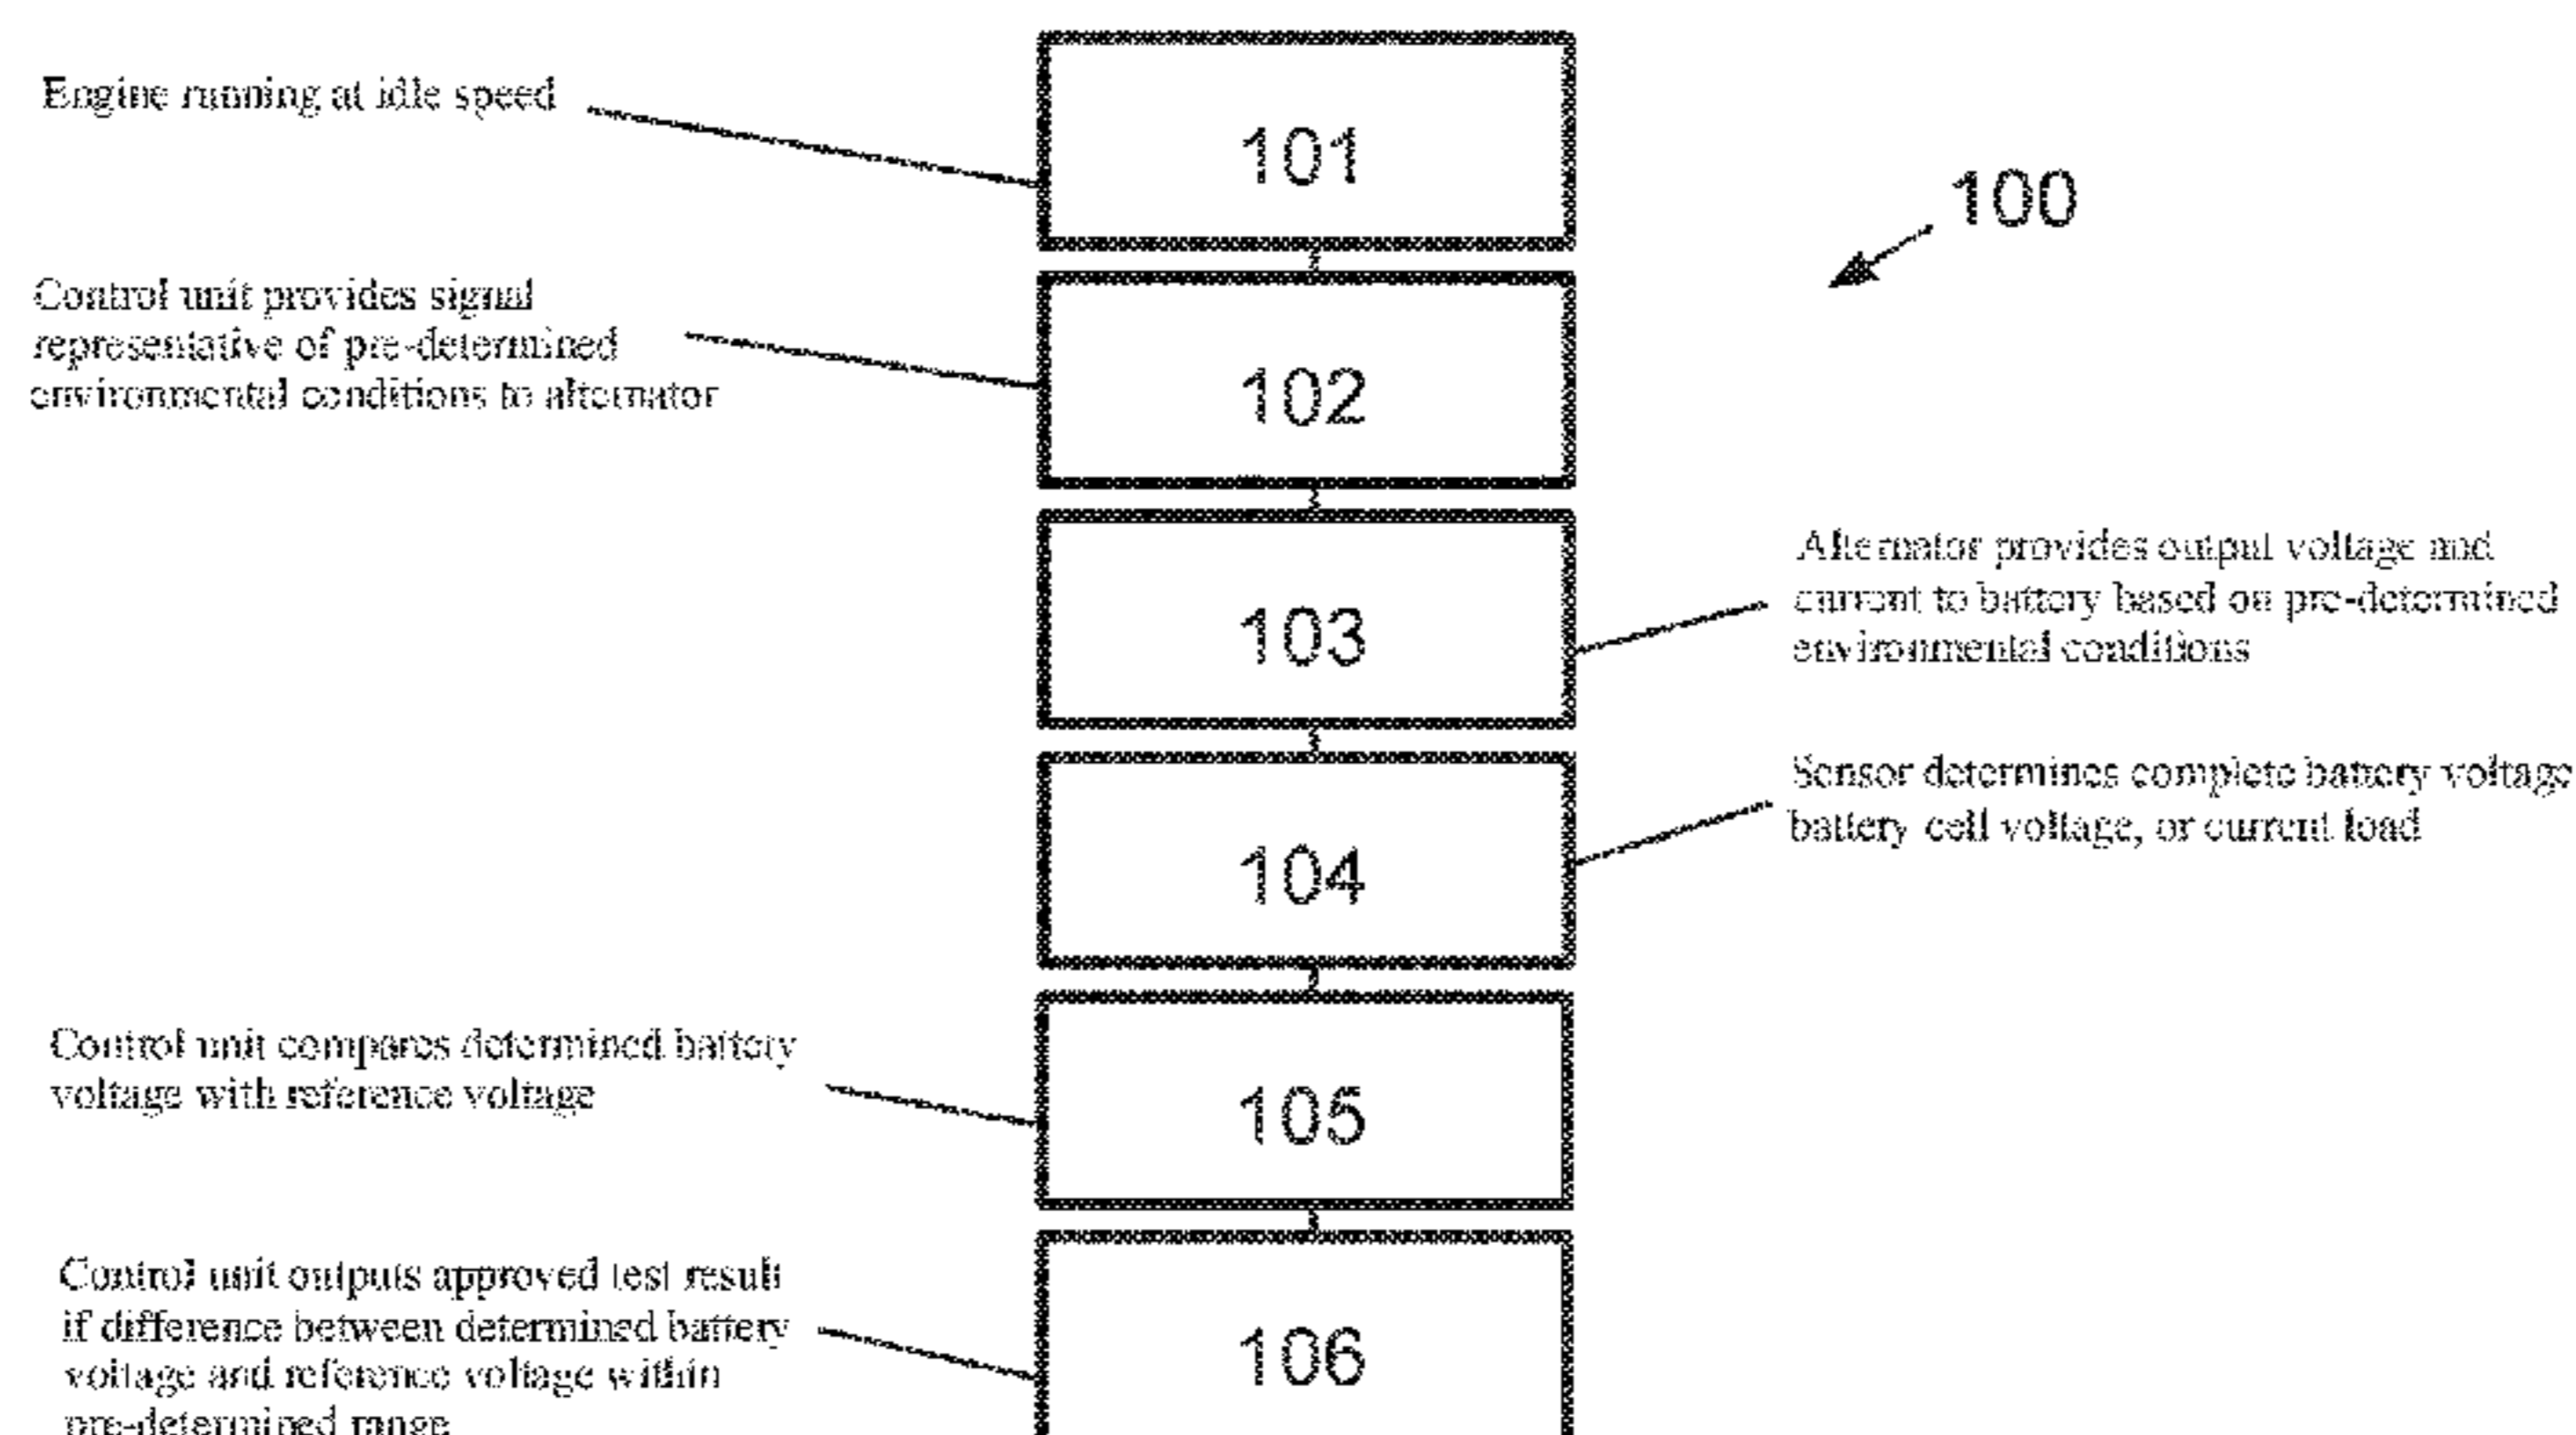 Engine running at idle speed
101
100
Control unit provides signal
representative of pre-determined
environmental conditions to alternator
102
Alternator provides output voltage and
current to battery based on pre-determined
environmental conditions
103
Sensor determines complete battery voltage
battery cell voltage, or current load
104
Control unit compares determined battery
voltage with reference voltage
105
Control unit outputs approved test result
if difference between determined battery
voltage and reference voltage within
pre-determined range
106